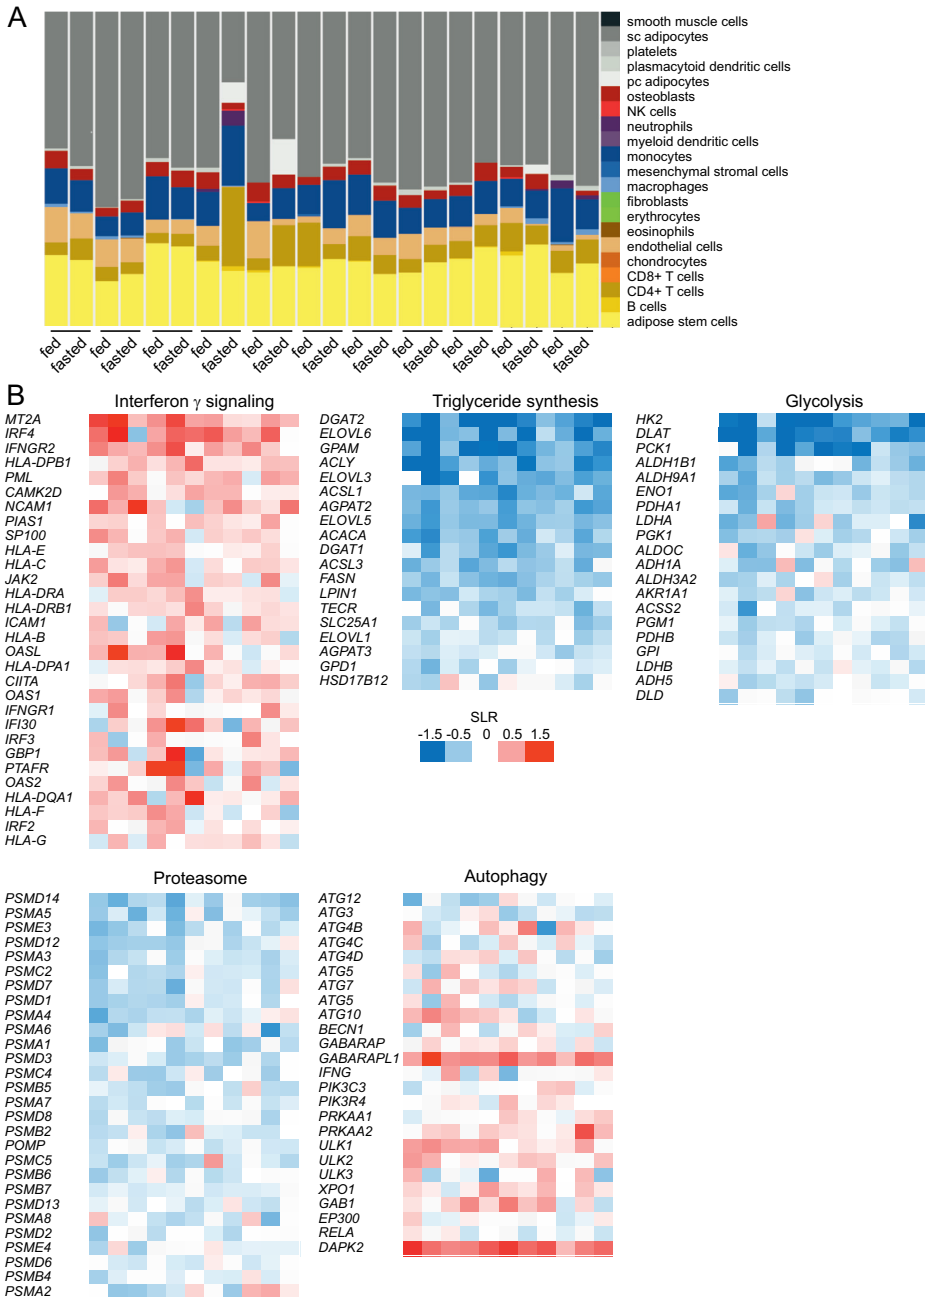 A
smooth muscle cells
sc adipocytes
platelets
plasmacytoid dendritic cells
pc adipocytes
osteoblasts
NK cells
neutrophils
myeloid dendritic cells
monocytes
mesenchymal stromal cells
macrophages
fibroblasts
erythrocytes
eosinophils
endothelial cells
chondrocytes
CD8+ T cells
CD4+ T cells
B cells
adipose stem cells
fed fasted fed fasted fed fasted fed fasted fed fasted fed fasted fed fasted fed fasted fed fasted fed fasted fed fasted
B
Interferon γ signaling
MT2A
IRF4
IFNGR2
HLA-DPB1
PML
CAMK2D
NCAM1
PIAS1
SP100
HLA-E
HLA-C
JAK2
HLA-DRA
HLA-DRB1
ICAM1
HLA-B
OASL
HLA-DPA1
CIITA
OAS1
IFNGR1
IFI30
IRF3
GBP1
PTAFR
OAS2
HLA-DQA1
HLA-F
IRF2
HLA-G
Triglyceride synthesis
DGAT2
ELOVL6
GPAM
ACLY
ELOVL3
ACSL1
AGPAT2
ELOVL5
ACACA
DGAT1
ACSL3
FASN
LPIN1
TECR
SLC25A1
ELOVL1
AGPAT3
GPD1
HSD17B12
SLR
-1.5 -0.5 0 0.5 1.5
Glycolysis
HK2
DLAT
PCK1
ALDH1B1
ALDH9A1
ENO1
PDHA1
LDHA
PGK1
ALDOC
ADH1A
ALDH3A2
AKR1A1
ACSS2
PGM1
PDHB
GPI
LDHB
ADH5
DLD
Proteasome
PSMD14
PSMA5
PSME3
PSMD12
PSMA3
PSMC2
PSMD7
PSMD1
PSMA4
PSMA6
PSMA1
PSMD3
PSMC4
PSMB5
PSMA7
PSMD8
PSMB2
POMP
PSMC5
PSMB6
PSMB7
PSMD13
PSMA8
PSMD2
PSME4
PSMD6
PSMB4
PSMA2
Autophagy
ATG12
ATG3
ATG4B
ATG4C
ATG4D
ATG5
ATG7
ATG5
ATG10
BECN1
GABARAP
GABARAPL1
IFNG
PIK3C3
PIK3R4
PRKAA1
PRKAA2
ULK1
ULK2
ULK3
XPO1
GAB1
EP300
RELA
DAPK2